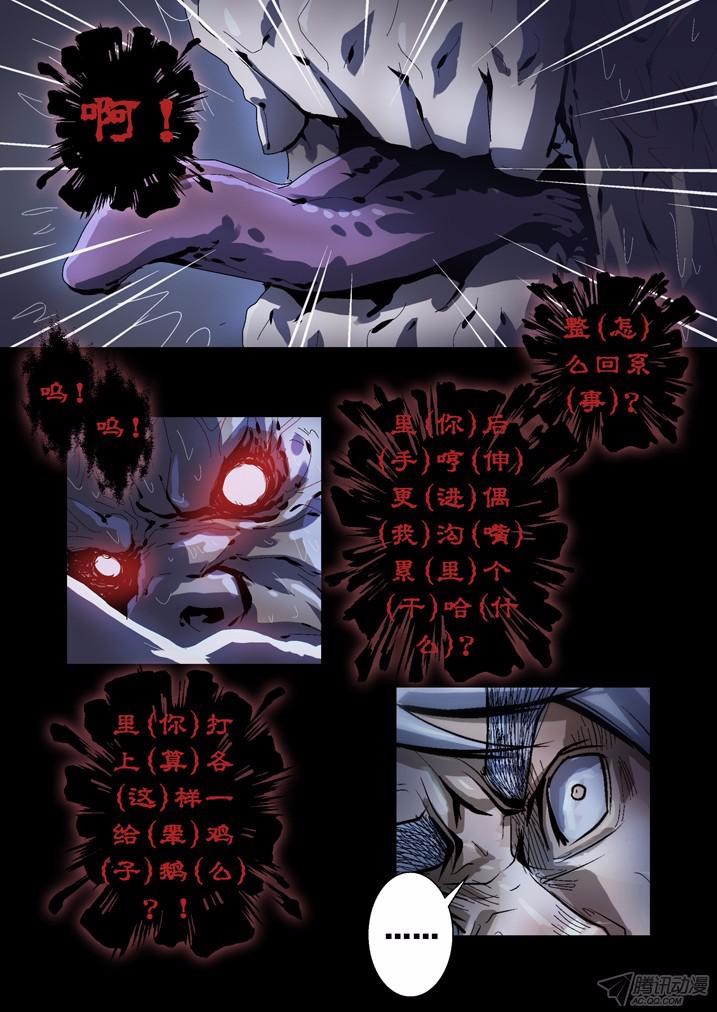 啊！
整{怎}
么回系
{事}？
呜！
呜！
里{你}后
{手}哼{伸}
更{进}偶
{我}沟{嘴}
累{里}个
{干}哈{什
么}？
里{你}打
上{算}各
{这}样一
给{辈}鸡
{子}鹅{么}
？！
……
腾讯动漫
AC.QQ.COM